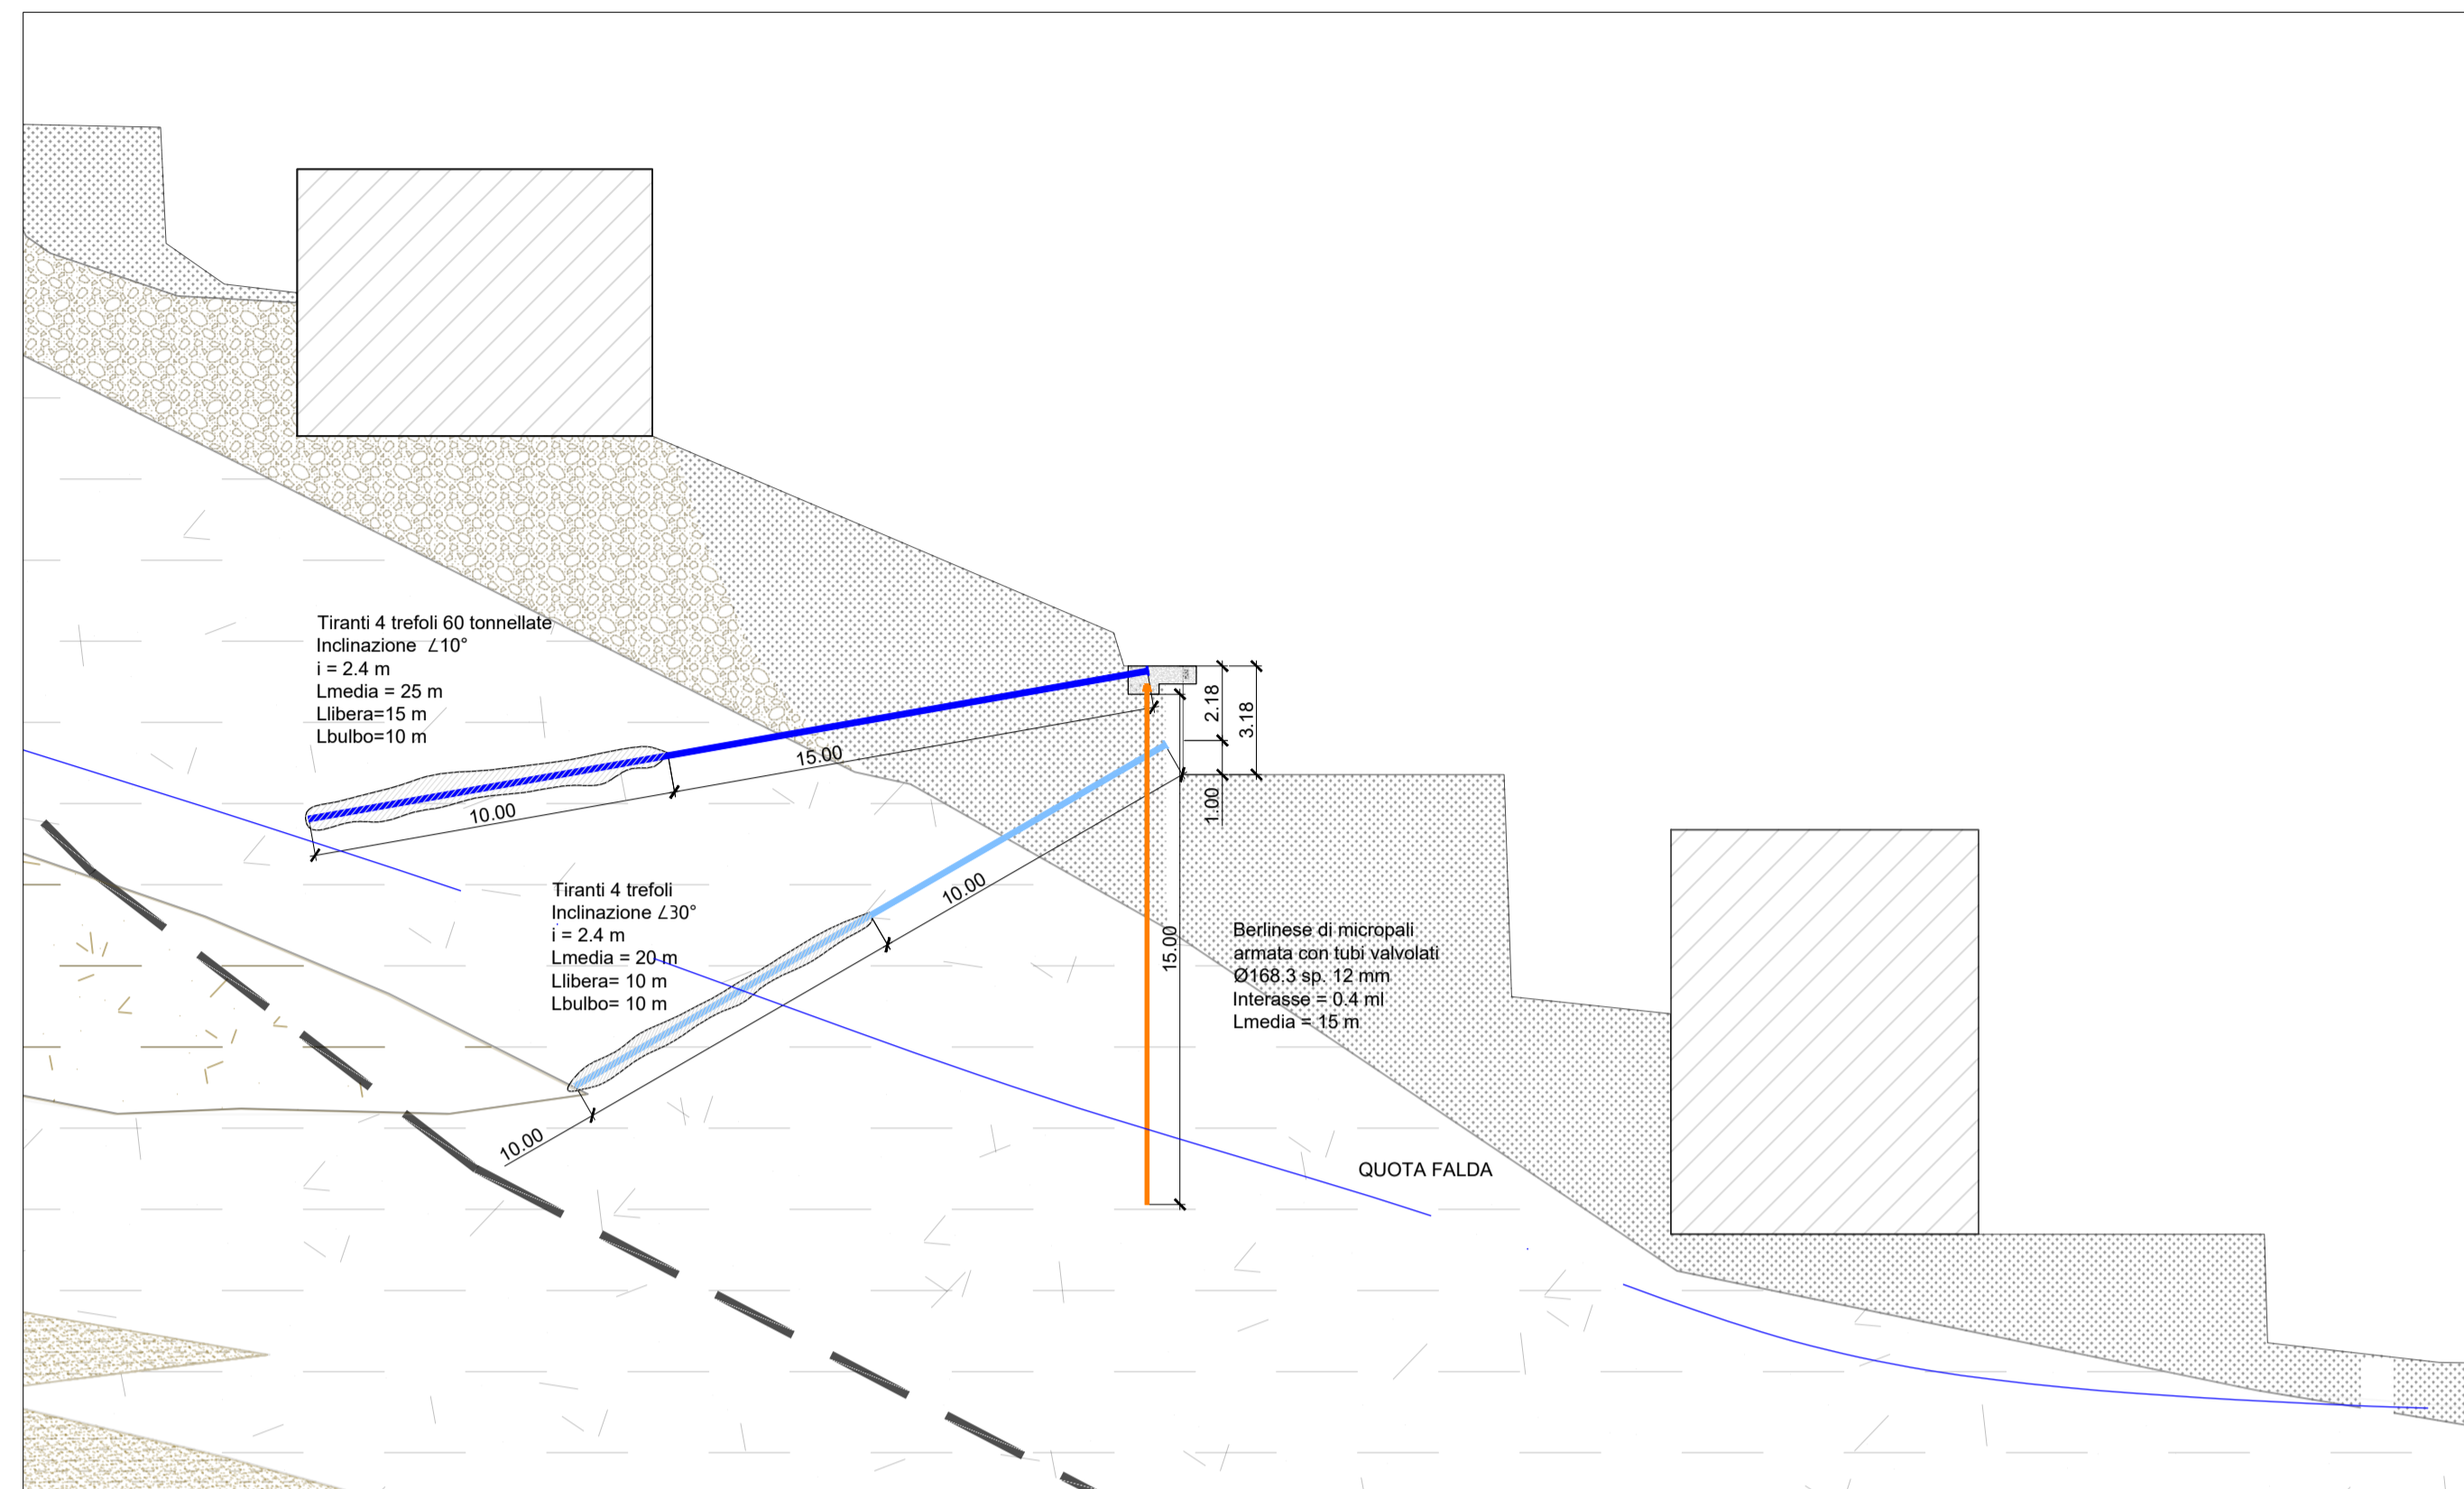 Tiranti 4 trefoli 60 tonnellate
Inclinazione ∠10°
i = 2.4 m
Lmedia = 25 m
Llibera=15 m
Lbulbo=10 m
15.00
10.00
2.18
3.18
1.00
Tiranti 4 trefoli
Inclinazione ∠30°
i = 2.4 m
Lmedia = 20 m
Llibera= 10 m
Lbulbo= 10 m
10.00
10.00
15.00
Berlinese di micropali
armata con tubi valvolati
Ø168.3 sp. 12 mm
Interasse = 0.4 ml
Lmedia = 15 m
QUOTA FALDA